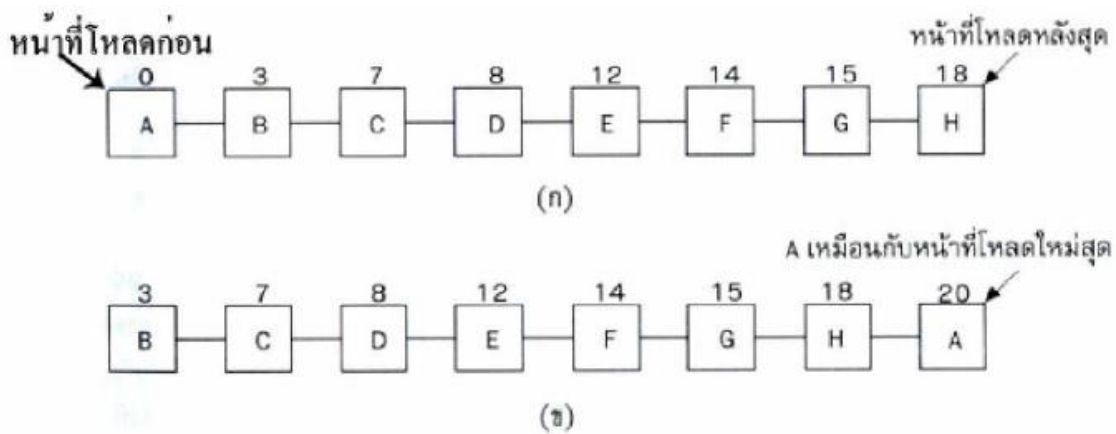 หน้าที่โหลดก่อน
หน้าที่โหลดหลังสุด
0 3 7 8 12 14 15 18
A B C D E F G H
(ก)
A เหมือนกับหน้าที่โหลดใหม่สุด
3 7 8 12 14 15 18 20
B C D E F G H A
(ข)